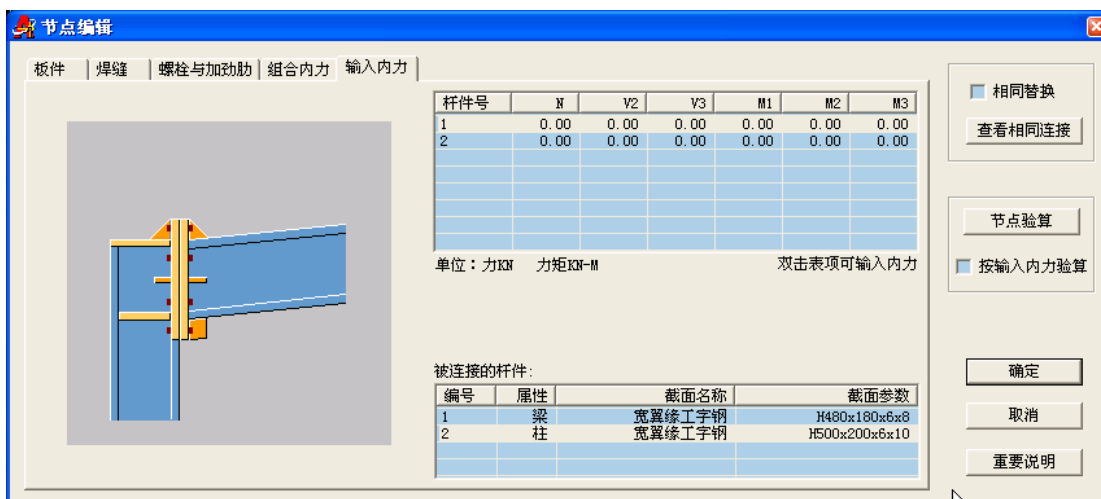 节点编辑
板件 焊缝 螺栓与加劲肋 组合内力 输入内力
杆件号 N V2 V3 M1 M2 M3
1 0.00 0.00 0.00 0.00 0.00 0.00
2 0.00 0.00 0.00 0.00 0.00 0.00
单位：力KN 力矩KN-M 双击表项可输入内力
被连接的杆件:
编号 属性 截面名称 截面参数
1 梁 宽翼缘工字钢 H480x180x6x8
2 柱 宽翼缘工字钢 H500x200x6x10
相同替换
查看相同连接
节点验算
按输入内力验算
确定
取消
重要说明